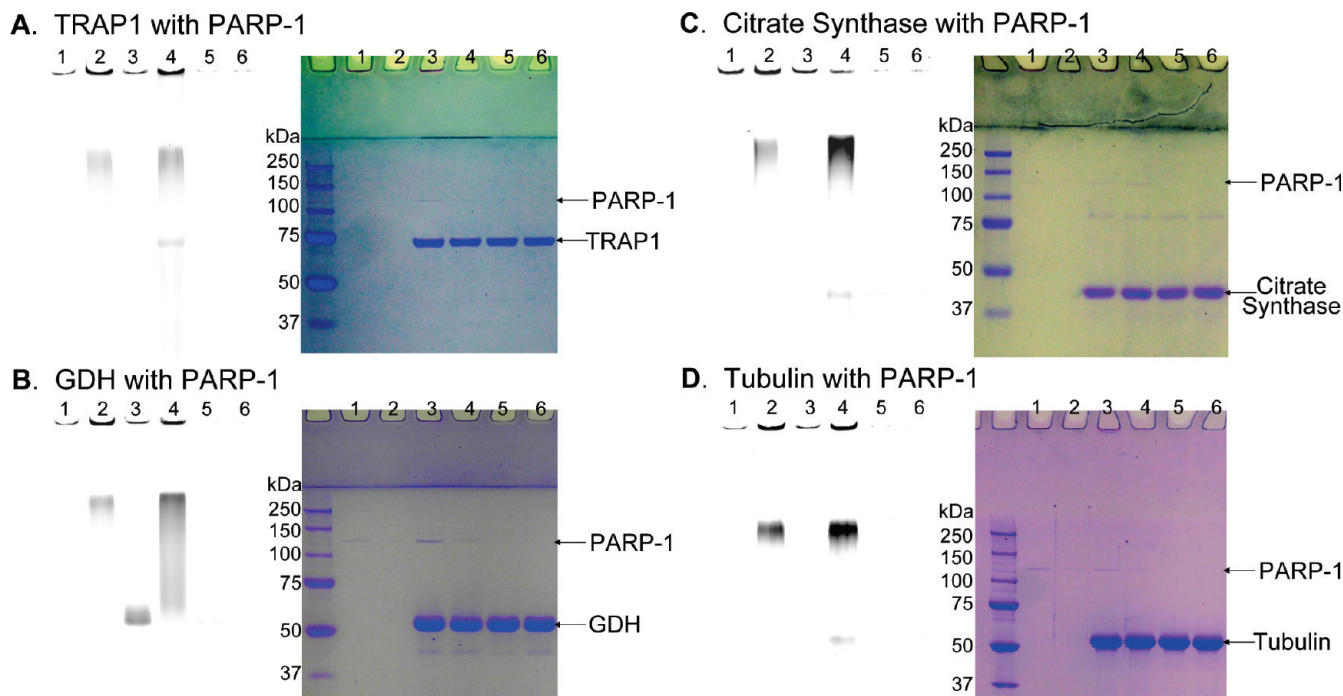 A. TRAP1 with PARP-1
1 2 3 4 5 6
1 2 3 4 5 6
kDa
250
150
100
75
50
37
PARP-1
TRAP1
B. GDH with PARP-1
1 2 3 4 5 6
1 2 3 4 5 6
kDa
250
150
100
75
50
37
PARP-1
GDH
C. Citrate Synthase with PARP-1
1 2 3 4 5 6
1 2 3 4 5 6
kDa
250
150
100
75
50
37
PARP-1
Citrate
Synthase
D. Tubulin with PARP-1
1 2 3 4 5 6
1 2 3 4 5 6
kDa
250
150
100
75
50
37
PARP-1
Tubulin